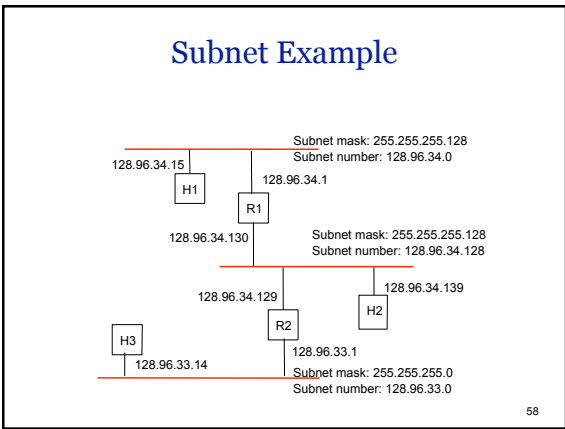 Subnet Example
Subnet mask: 255.255.255.128
Subnet number: 128.96.34.0
128.96.34.15
128.96.34.1
H1
R1
128.96.34.130
Subnet mask: 255.255.255.128
Subnet number: 128.96.34.128
128.96.34.129
128.96.34.139
H2
R2
H3
128.96.33.1
128.96.33.14
Subnet mask: 255.255.255.0
Subnet number: 128.96.33.0
58